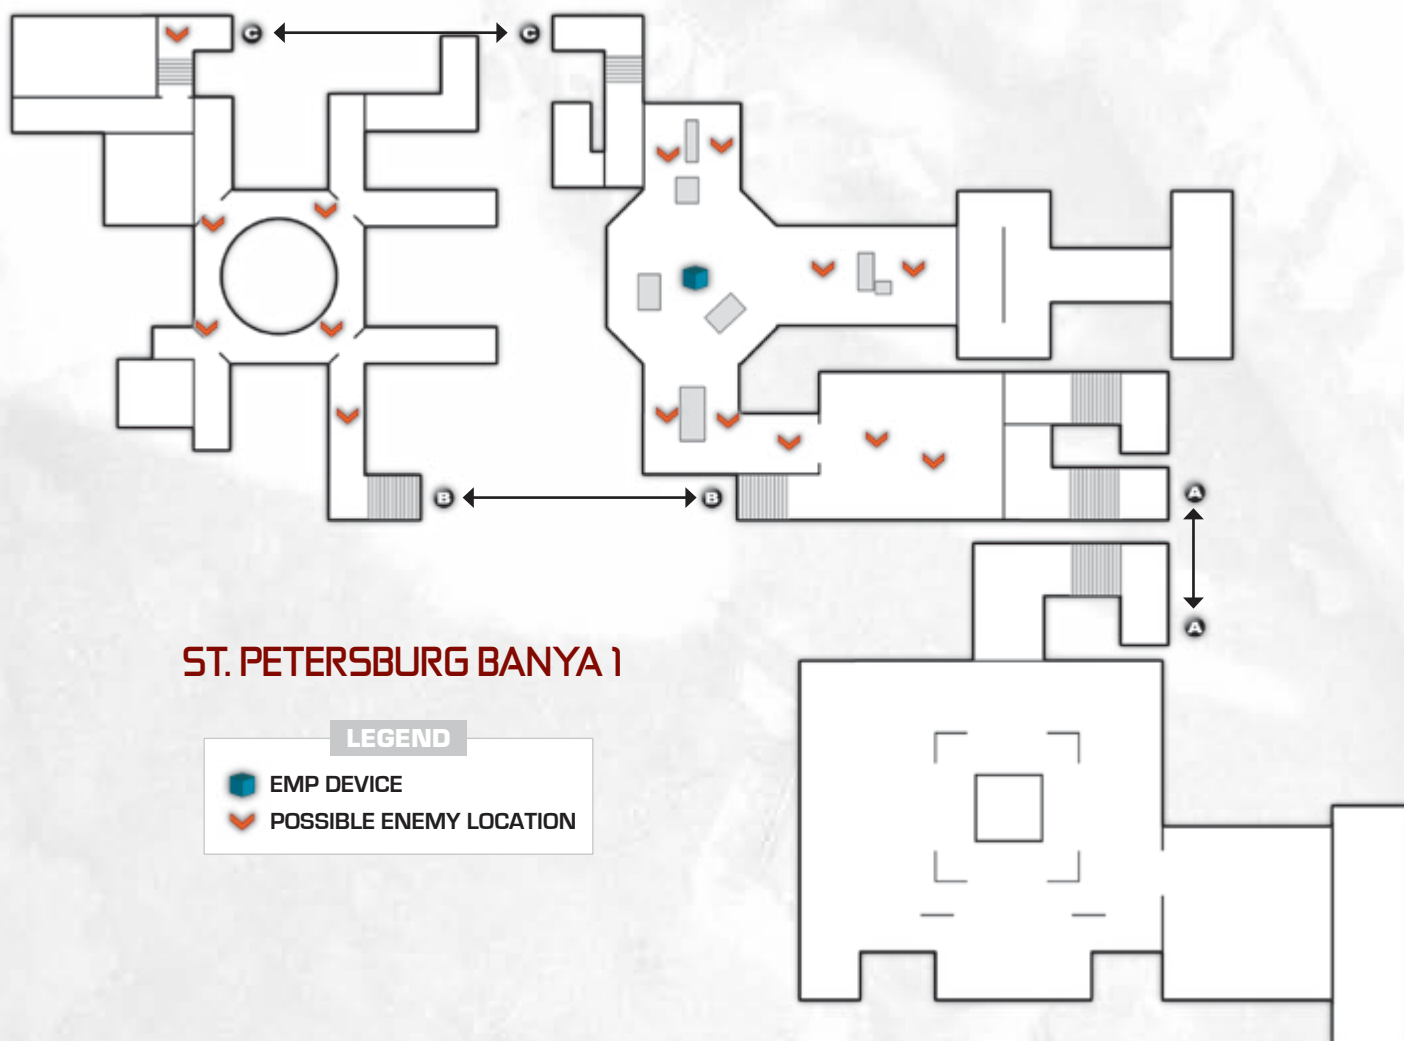 C C
B B
A
A
ST. PETERSBURG BANYA 1
LEGEND
EMP DEVICE
POSSIBLE ENEMY LOCATION